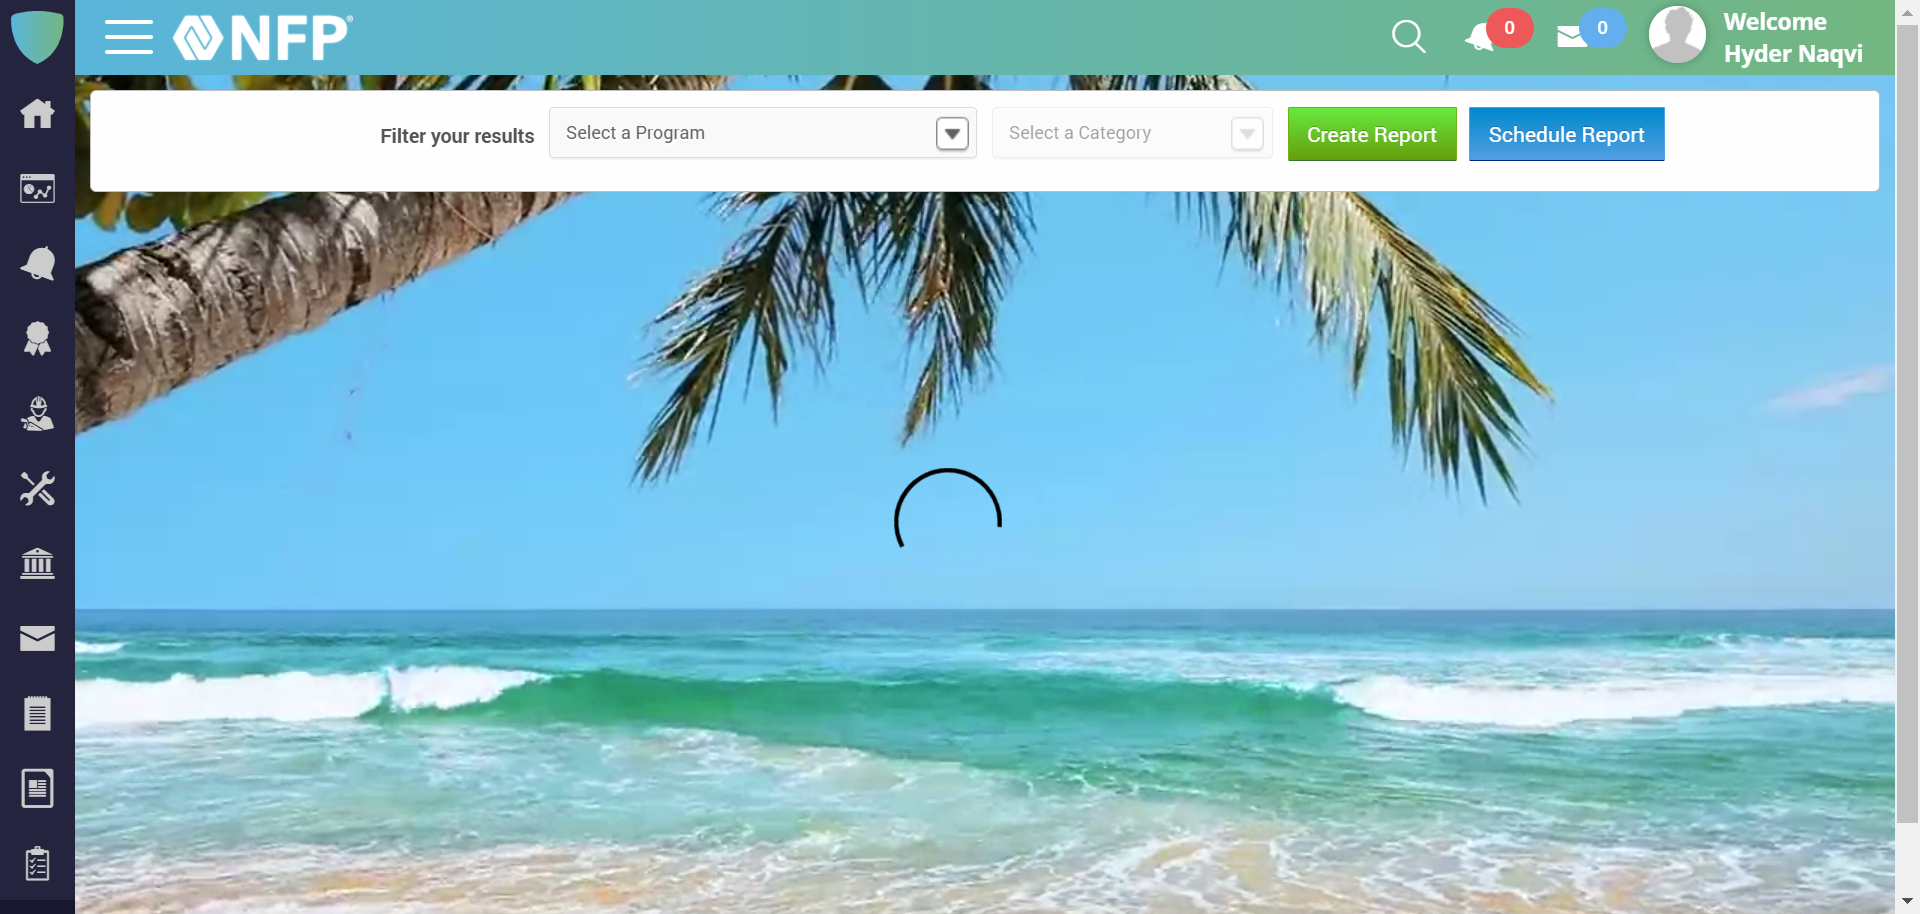 NFP®
0
0
Welcome
Hyder Naqvi
Filter your results
Select a Program
Select a Category
Create Report
Schedule Report